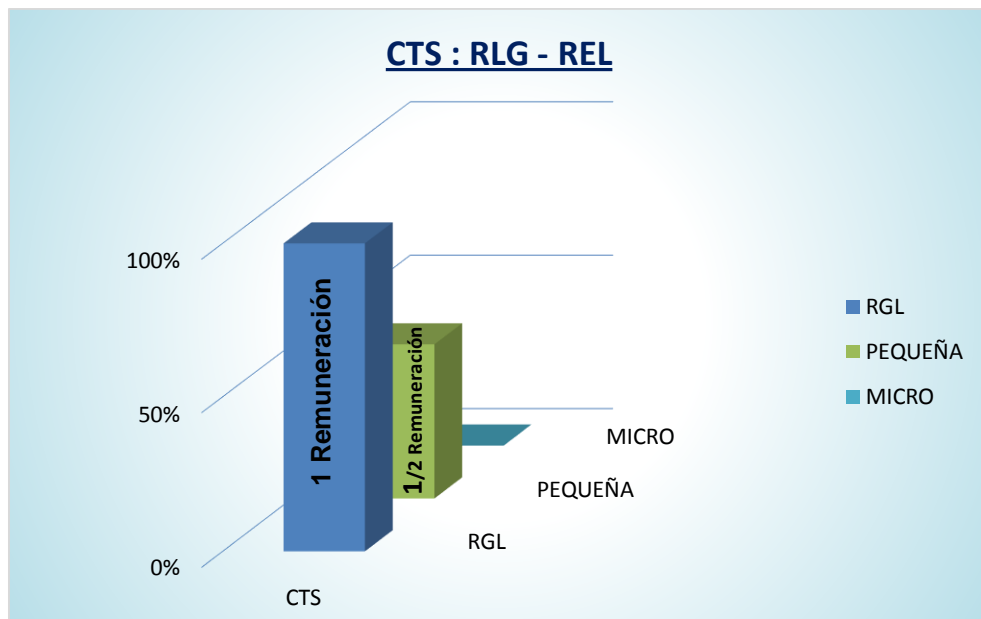 CTS : RLG - REL
100%
50%
0%
1 Remuneración
1/2 Remuneración
MICRO
PEQUEÑA
RGL
CTS
RGL
PEQUEÑA
MICRO